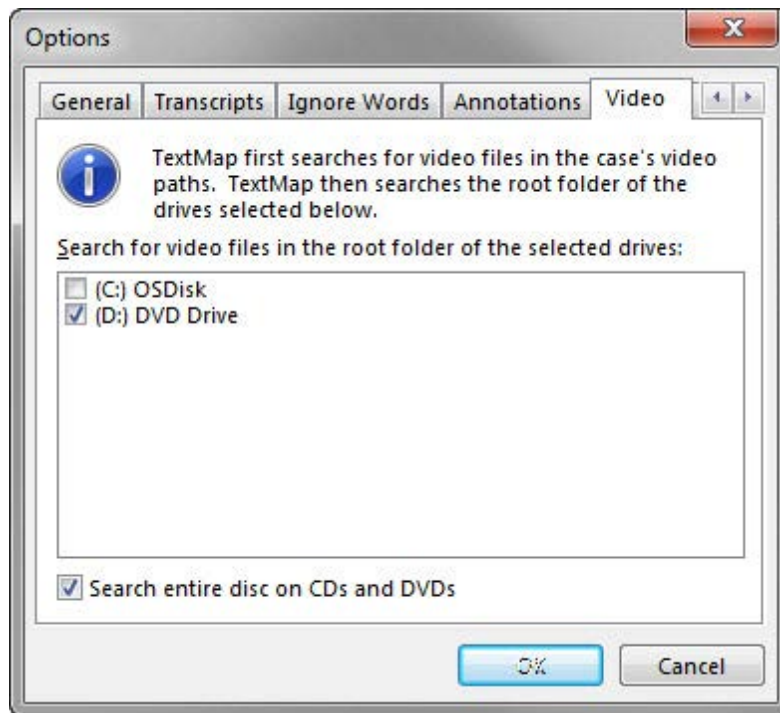 Options
General Transcripts Ignore Words Annotations Video
TextMap first searches for video files in the case's video
paths. TextMap then searches the root folder of the
drives selected below.
Search for video files in the root folder of the selected drives:
(C:) OSDisk
(D:) DVD Drive
Search entire disc on CDs and DVDs
OK Cancel